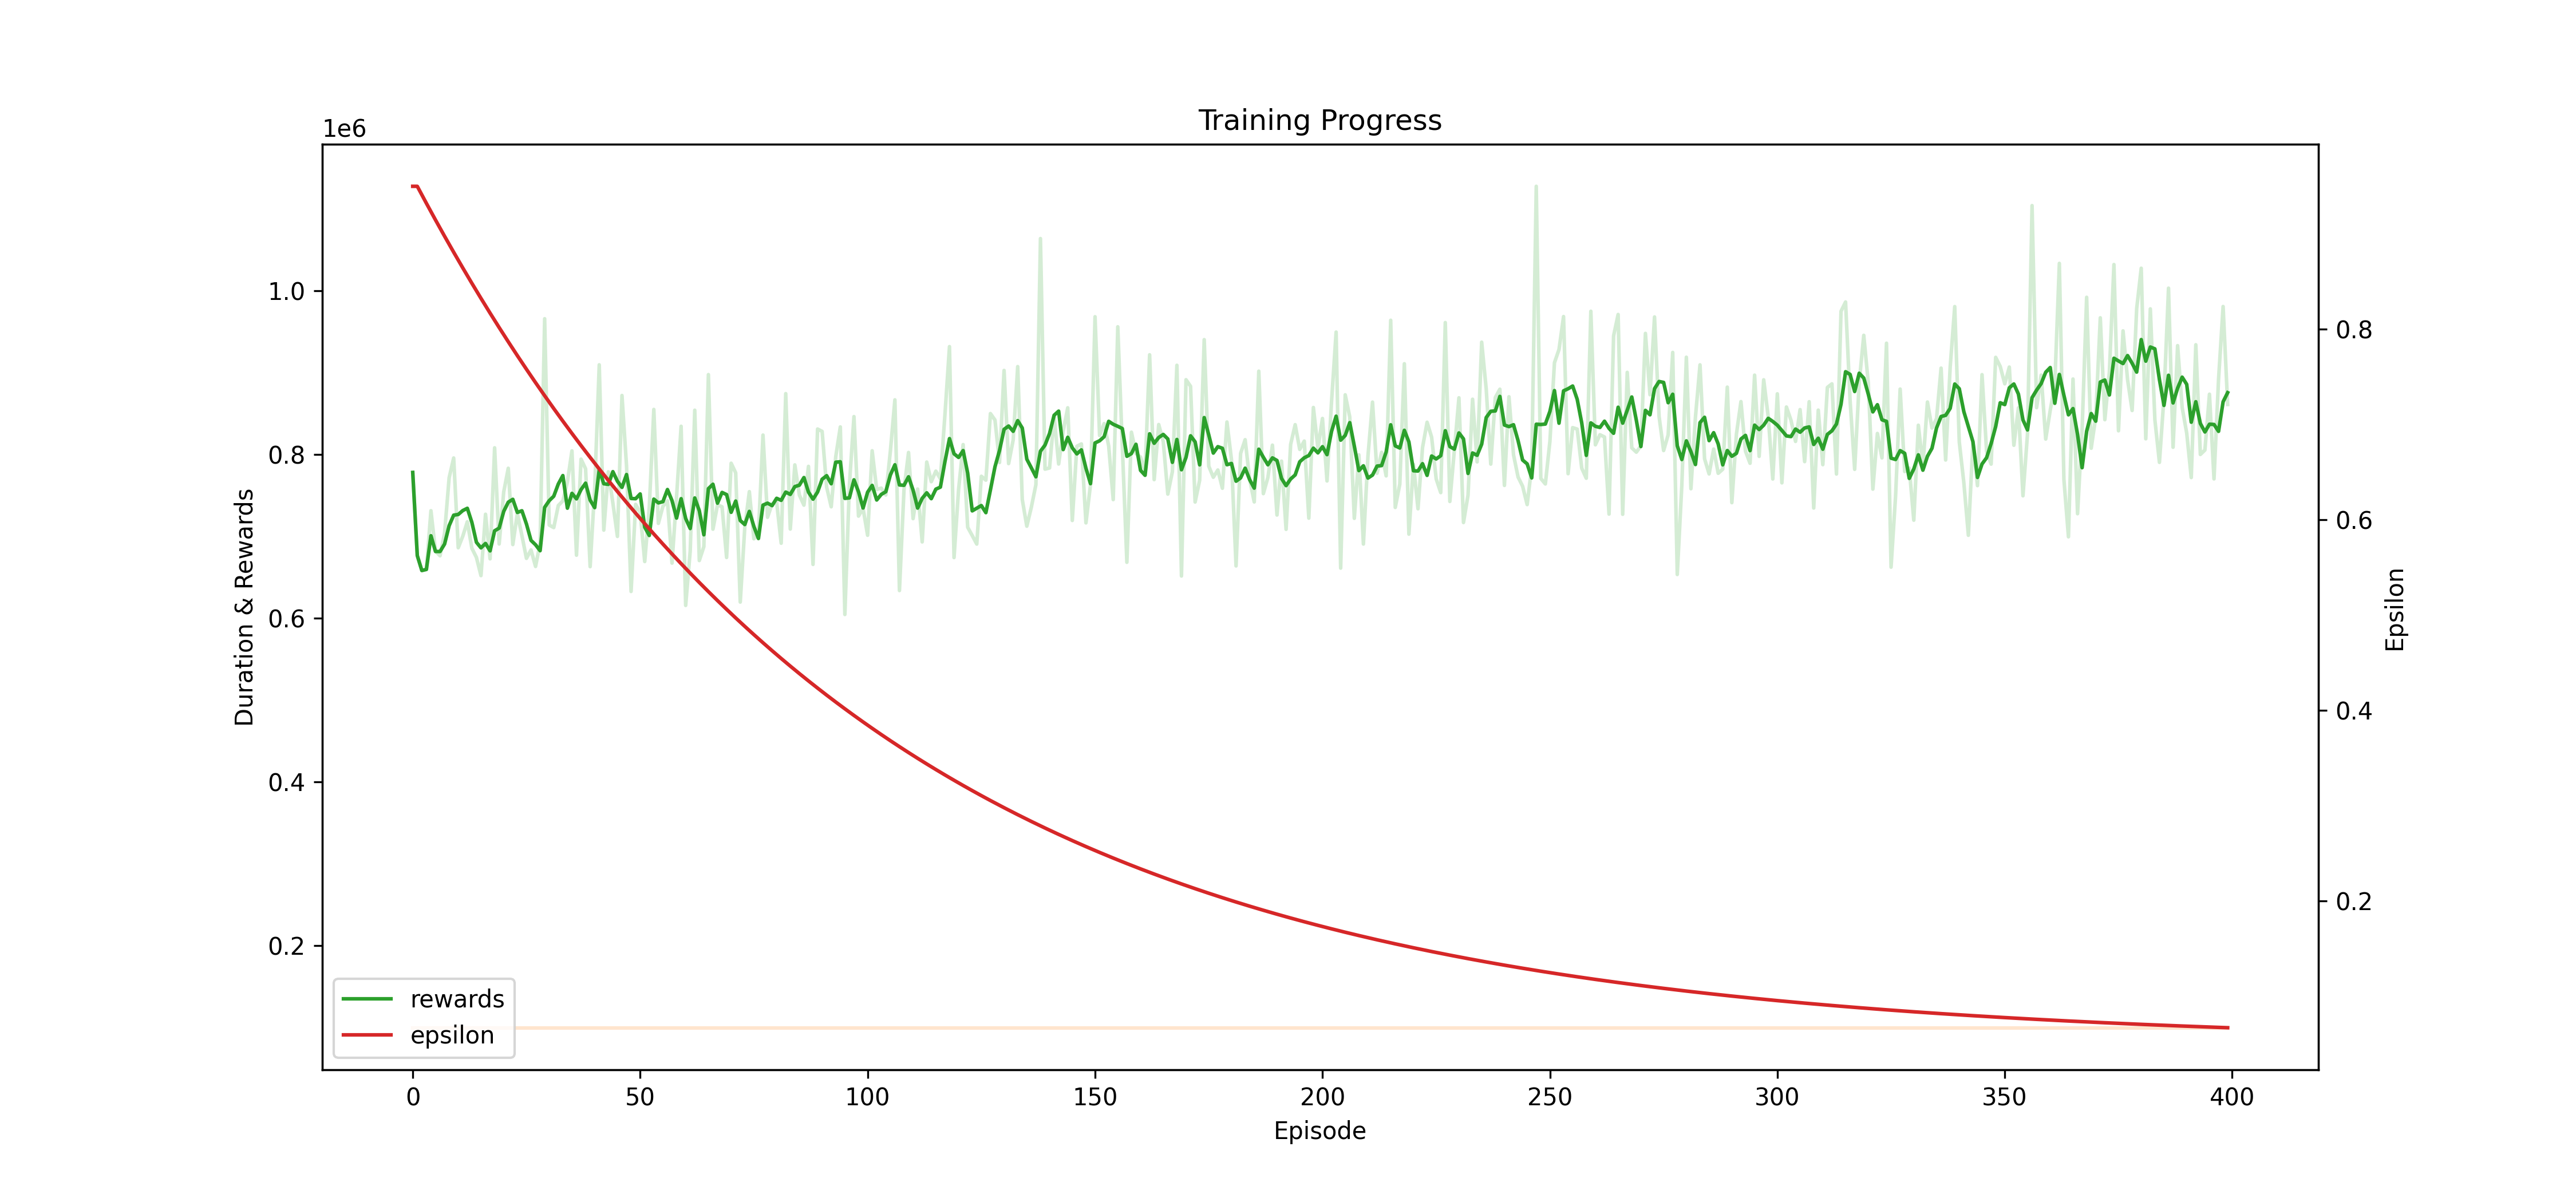 Training Progress
1e6
1.0
0.8
0.6
0.4
0.2
Duration & Rewards
0.8
0.6
0.4
0.2
Epsilon
rewards
epsilon
0 50 100 150 200 250 300 350 400
Episode